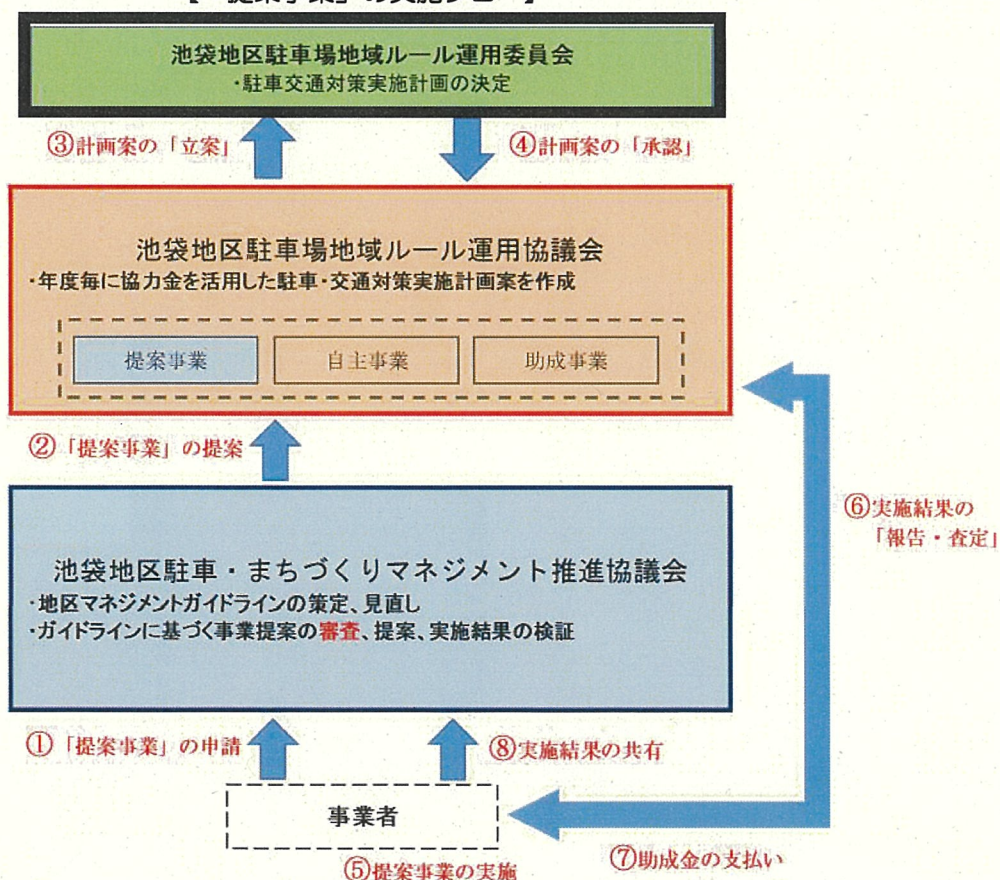 池袋地区駐車場地域ルール運用委員会
・駐車交通対策実施計画の決定
③計画案の「立案」
④計画案の「承認」
池袋地区駐車場地域ルール運用協議会
・年度毎に協力金を活用した駐車・交通対策実施計画案を作成
提案事業
自主事業
助成事業
②「提案事業」の提案
⑥実施結果の
「報告・査定」
池袋地区駐車・まちづくりマネジメント推進協議会
・地区マネジメントガイドラインの策定、見直し
・ガイドラインに基づく事業提案の審査、提案、実施結果の検証
①「提案事業」の申請
⑧実施結果の共有
事業者
⑦助成金の支払い
⑤提案事業の実施